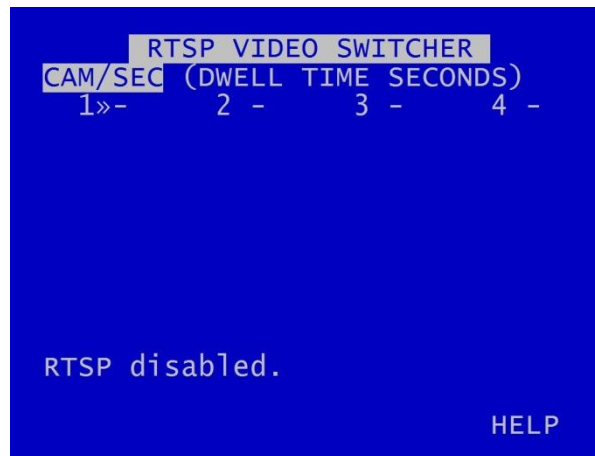 RTSP VIDEO SWITCHER
CAM/SEC (DWELL TIME SECONDS)
1»- 2 - 3 - 4 -
RTSP disabled.
HELP